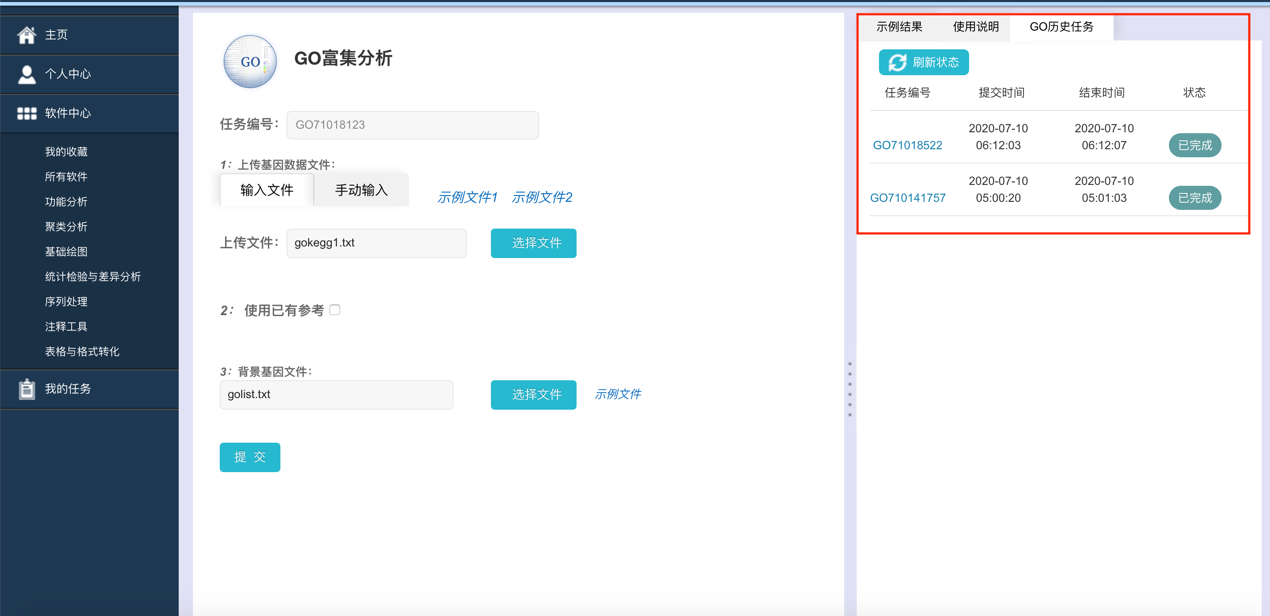 主页
个人中心
软件中心
我的收藏
所有软件
功能分析
聚类分析
基础绘图
统计检验与差异分析
序列处理
注释工具
表格与格式转化
我的任务
GO
GO富集分析
任务编号: GO71018123
1: 上传基因数据文件:
输入文件 手动输入 示例文件1 示例文件2
上传文件: gokegg1.txt 选择文件
2: 使用已有参考
3: 背景基因文件:
golist.txt 选择文件 示例文件
提 交
示例结果 使用说明 GO历史任务
刷新状态
任务编号 提交时间 结束时间 状态
GO71018522 2020-07-10 06:12:03 2020-07-10 06:12:07 已完成
GO710141757 2020-07-10 05:00:20 2020-07-10 05:01:03 已完成